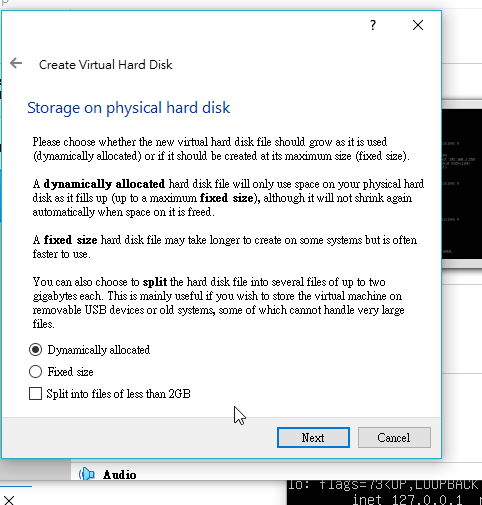 ?
Create Virtual Hard Disk
Storage on physical hard disk
Please choose whether the new virtual hard disk file should grow as it is used
(dynamically allocated) or if it should be created at its maximum size (fixed size).
A dynamically allocated hard disk file will only use space on your physical hard
disk as it fills up (up to a maximum fixed size), although it will not shrink again
automatically when space on it is freed.
A fixed size hard disk file may take longer to create on some systems but is often
faster to use.
You can also choose to split the hard disk file into several files of up to two
gigabytes each. This is mainly useful if you wish to store the virtual machine on
removable USB devices or old systems, some of which cannot handle very large
files.
Dynamically allocated
Fixed size
Split into files of less than 2GB
Next
Cancel
Audio
lo: flags=73<UP,LOOPBACK
inet 127.0.0.1